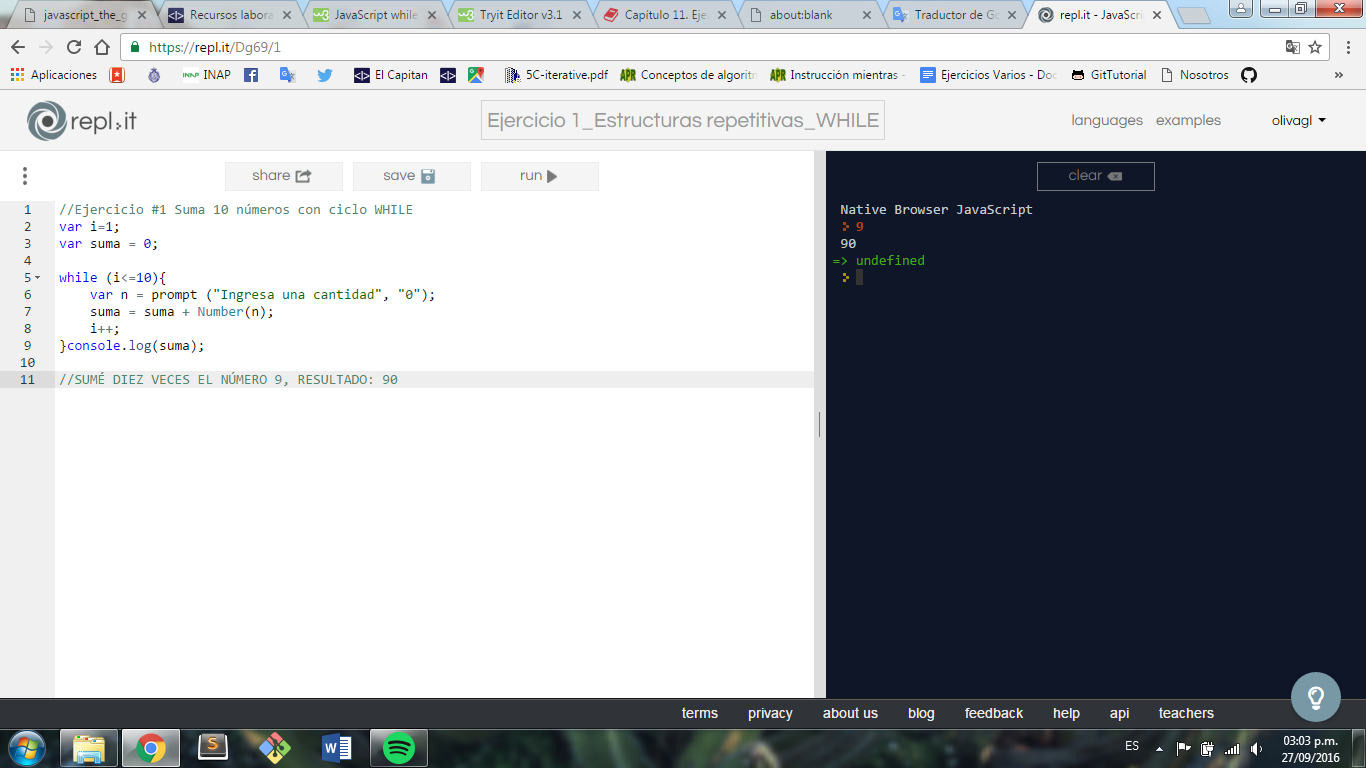 javascript_the_g
Recursos labora
JavaScript while
Tryit Editor v3.1
Capítulo 11. Eje
about:blank
Traductor de Go
repl.it - JavaScri
https://repl.it/Dg69/1
Aplicaciones
INAP INAP
El Capitan
5C-iterative.pdf
APR Conceptos de algoritm
APR Instrucción mientras -
Ejercicios Varios - Doc
GitTutorial
Nosotros
»
repl.it
Ejercicio 1_Estructuras repetitivas_WHILE
languages examples
olivagl
share
save
run
clear
1 //Ejercicio #1 Suma 10 números con ciclo WHILE
2 var i=1;
3 var suma = 0;
4
5 while (i<=10){
6 var n = prompt ("Ingresa una cantidad", "0");
7 suma = suma + Number(n);
8 i++;
9 }console.log(suma);
10
11 //SUMÉ DIEZ VECES EL NÚMERO 9, RESULTADO: 90
Native Browser JavaScript
9
90
=> undefined
terms privacy about us blog feedback help api teachers
ES
03:03 p.m.
27/09/2016